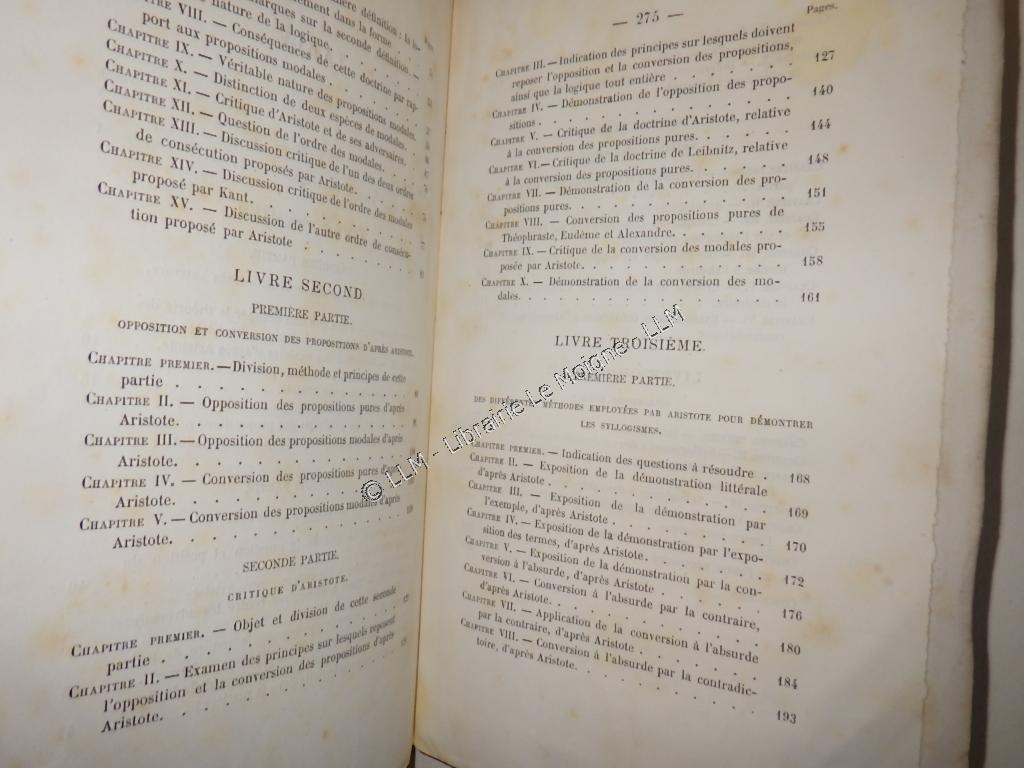 définition : la lo-
ement dans la forme
arques sur la seconde définition. —
nature de la logique
CHAPITRE VIII. — Conséquences de cette doctrine par rap-
port aux propositions modales
CHAPITRE IX. — Véritable nature des propositions modales.
CHAPITRE X. — Distinction de deux espèces de modales.
CHAPITRE XI. — Critique d'Aristote et de ses adversaires.
CHAPITRE XII. — Question de l'ordre des modales.
CHAPITRE XIII. — Discussion critique de l'un des deux ordres
de consécution proposés par Aristote.
CHAPITRE XIV. — Discussion critique de l'ordre des modales
proposé par Kant.
CHAPITRE XV. — Discussion de l'autre ordre de consécu-
tion proposé par Aristote
LIVRE SECOND.
PREMIÈRE PARTIE.
OPPOSITION ET CONVERSION DES PROPOSITIONS D'APRÈS ARISTOTE.
CHAPITRE PREMIER. — Division, méthode et principes de cette
partie
CHAPITRE II. — Opposition des propositions pures d'après
Aristote.
CHAPITRE III. — Opposition des propositions modales d'après
Aristote.
CHAPITRE IV. — Conversion des propositions pures d'après
Aristote.
CHAPITRE V. — Conversion des propositions modales d'après
Aristote.
SECONDE PARTIE.
CRITIQUE D'ARISTOTE.
CHAPITRE PREMIER. — Objet et division de cette seconde
partie
CHAPITRE II. — Examen des principes sur lesquels reposent
l'opposition et la conversion des propositions d'après
Aristote.
— 275 —
Pages.
CHAPITRE III. — Indication des principes sur lesquels doivent
reposer l'opposition et la conversion des propositions,
ainsi que la logique tout entière . . . . . . . 127
CHAPITRE IV. — Démonstration de l'opposition des propo-
sitions . . . . . . . . . . . 140
CHAPITRE V. — Critique de la doctrine d'Aristote, relative
à la conversion des propositions pures. . . . . . 144
CHAPITRE VI. — Critique de la doctrine de Leibnitz, relative
à la conversion des propositions pures. . . . . . 148
CHAPITRE VII. — Démonstration de la conversion des pro-
positions pures. . . . . . . . . . 151
CHAPITRE VIII. — Conversion des propositions pures de
Théophraste, Eudème et Alexandre. . . . . . . 155
CHAPITRE IX. — Critique de la conversion des modales pro-
posée par Aristote. . . . . . . . . . 158
CHAPITRE X. — Démonstration de la conversion des mo-
dales. . . . . . . . . . . . 161
LIVRE TROISIÈME.
PREMIÈRE PARTIE.
DES DIFFÉRENTES MÉTHODES EMPLOYÉES PAR ARISTOTE POUR DÉMONTRER
LES SYLLOGISMES.
CHAPITRE PREMIER. — Indication des questions à résoudre . 168
CHAPITRE II. — Exposition de la démonstration littérale
d'après Aristote . . . . . . . . . 169
CHAPITRE III. — Exposition de la démonstration par
l'exemple, d'après Aristote . . . . . . . 170
CHAPITRE IV. — Exposition de la démonstration par l'expo-
sition des termes, d'après Aristote. . . . . . 172
CHAPITRE V. — Exposition de la démonstration par la con-
version à l'absurde, d'après Aristote . . . . . 176
CHAPITRE VI. — Conversion à l'absurde par le contraire,
d'après Aristote. . . . . . . . . 180
CHAPITRE VII. — Application de la conversion à l'absurde
par la contraire, d'après Aristote . . . . . . 184
CHAPITRE VIII. — Conversion à l'absurde par la contradic-
toire, d'après Aristote. . . . . . . . 193
© LLM - Librairie Le Moigne - LLM